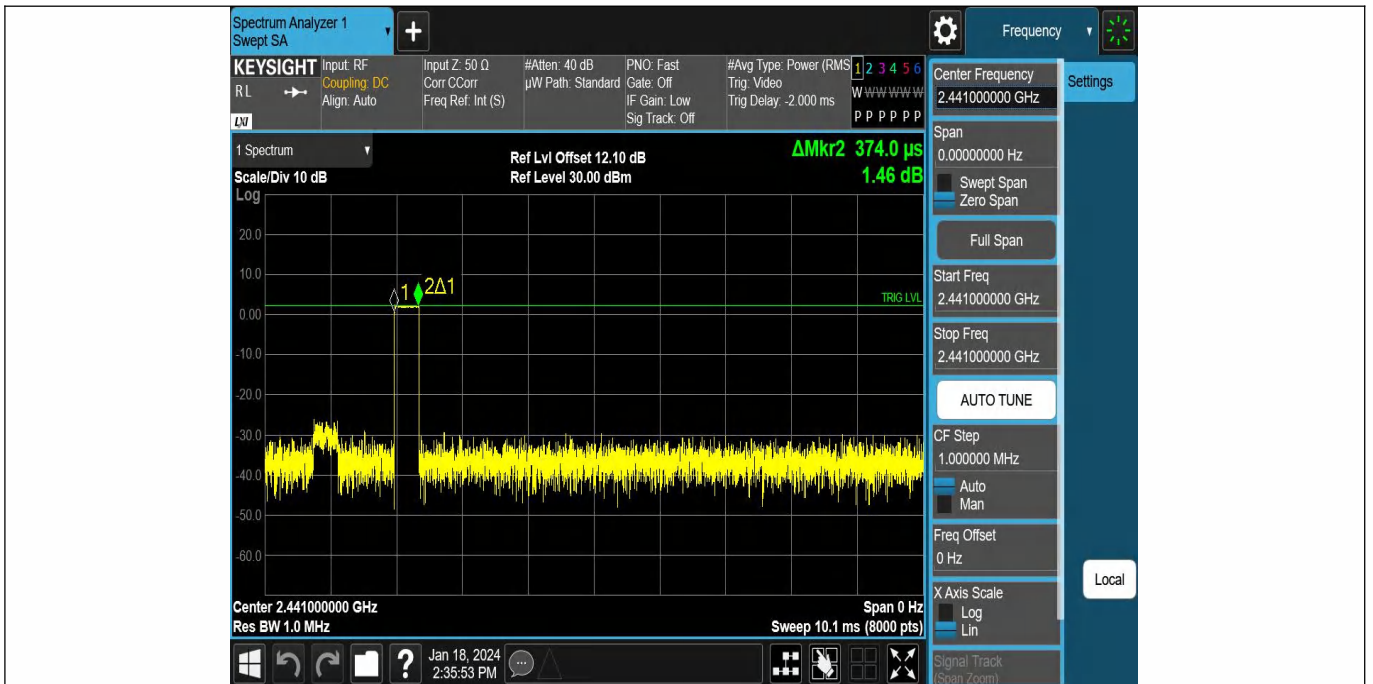 Spectrum Analyzer 1
Swept SA
+
Frequency
KEYSIGHT
RL
LXI
Input: RF
Coupling: DC
Align: Auto
Input Z: 50 Ω
Corr CCorr
Freq Ref: Int (S)
#Atten: 40 dB
µW Path: Standard
PNO: Fast
Gate: Off
IF Gain: Low
Sig Track: Off
#Avg Type: Power (RMS
Trig: Video
Trig Delay: -2.000 ms
1 2 3 4 5 6
W W W W W W
P P P P P P
1 Spectrum
Scale/Div 10 dB
Ref Lvl Offset 12.10 dB
Ref Level 30.00 dBm
ΔMkr2 374.0 µs
1.46 dB
Log
20.0
10.0
0.00
-10.0
-20.0
-30.0
-40.0
-50.0
-60.0
1
2Δ1
TRIG LVL
Center 2.441000000 GHz
Res BW 1.0 MHz
Span 0 Hz
Sweep 10.1 ms (8000 pts)
?
Jan 18, 2024
2:35:53 PM
Center Frequency
2.441000000 GHz
Settings
Span
0.00000000 Hz
Swept Span
Zero Span
Full Span
Start Freq
2.441000000 GHz
Stop Freq
2.441000000 GHz
AUTO TUNE
CF Step
1.000000 MHz
Auto
Man
Freq Offset
0 Hz
X Axis Scale
Log
Lin
Signal Track
(Span Zoom)
Local